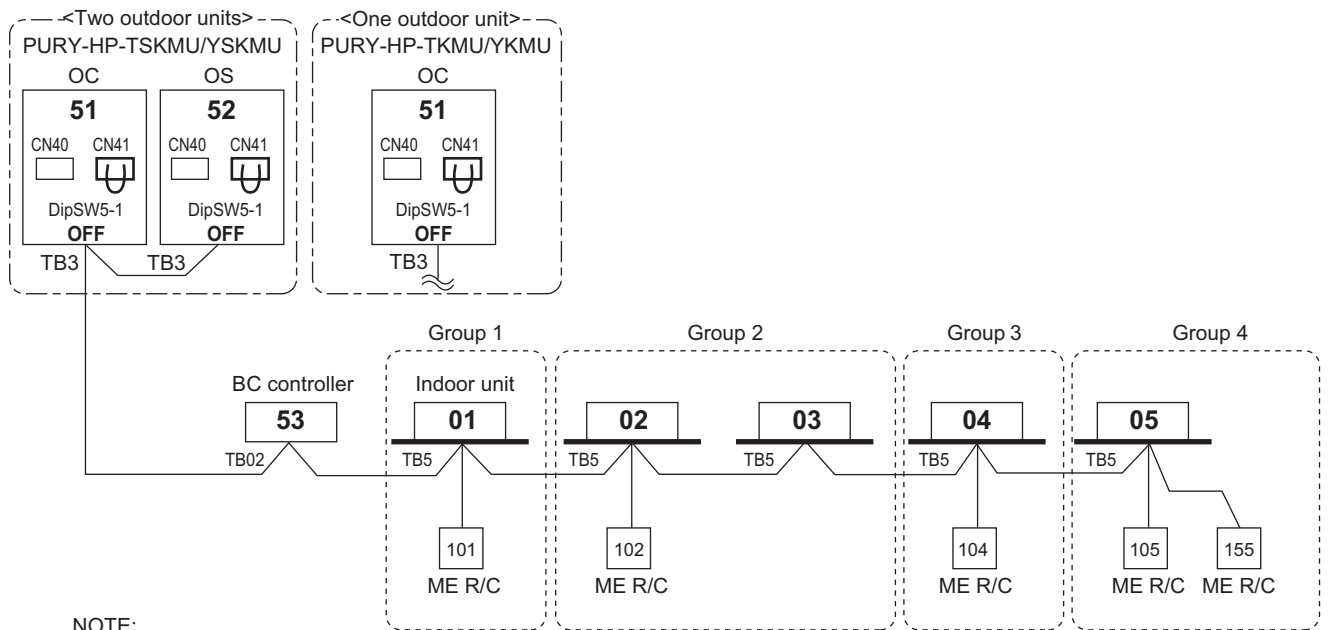 <Two outdoor units>
PURY-HP-TSKMU/YSKMU
OC OS
51 52
CN40 CN41 CN40 CN41
DipSW5-1 DipSW5-1
OFF OFF
TB3 TB3
<One outdoor unit>
PURY-HP-TKMU/YKMU
OC
51
CN40 CN41
DipSW5-1
OFF
TB3
Group 1 Group 2 Group 3 Group 4
BC controller Indoor unit
53 01 02 03 04 05
TB02 TB5 TB5 TB5 TB5 TB5
101 102 104 105 155
ME R/C ME R/C ME R/C ME R/C ME R/C
NOTE: